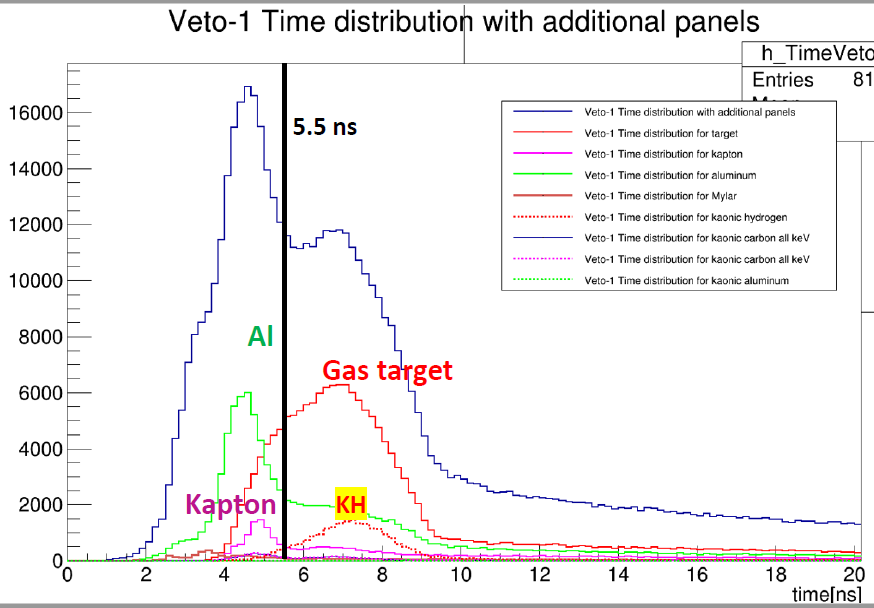 Veto-1 Time distribution with additional panels
h_TimeVeto
Entries 81
Veto-1 Time distribution with additional panels
Veto-1 Time distribution for target
Veto-1 Time distribution for kapton
Veto-1 Time distribution for aluminum
Veto-1 Time distribution for Mylar
Veto-1 Time distribution for kaonic hydrogen
Veto-1 Time distribution for kaonic carbon all keV
Veto-1 Time distribution for kaonic carbon all keV
Veto-1 Time distribution for kaonic aluminum
5.5 ns
Al
Gas target
Kapton
KH
16000
14000
12000
10000
8000
6000
4000
2000
0
0 2 4 6 8 10 12 14 16 18 20
time[ns]